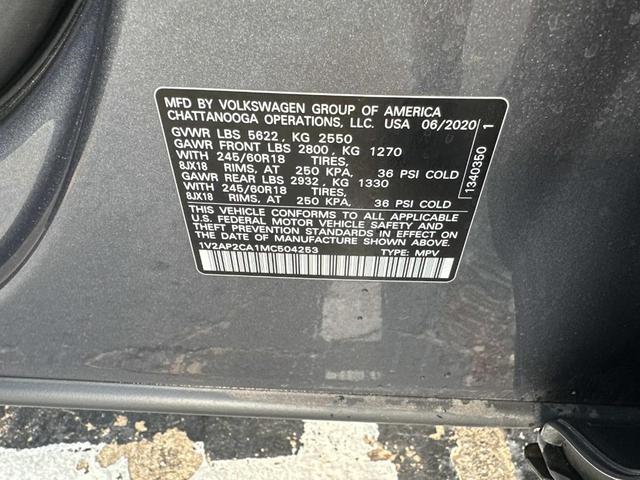 MFD BY VOLKSWAGEN GROUP OF AMERICA
CHATTANOOGA OPERATIONS, LLC. USA 06/2020
GVWR LBS 5622, KG 2550
GAWR FRONT LBS 2800, KG 1270
WITH 245/60R18 TIRES,
8JX18 RIMS, AT 250 KPA. 36 PSI COLD
GAWR REAR LBS 2932, KG 1330
WITH 245/60R18 TIRES,
8JX18 RIMS, AT 250 KPA. 36 PSI COLD
THIS VEHICLE CONFORMS TO ALL APPLICABLE
U.S. FEDERAL MOTOR VEHICLE SAFETY AND
THEFT PREVENTION STANDARDS IN EFFECT ON
THE DATE OF MANUFACTURE SHOWN ABOVE.
1V2AP2CA1MC504253 TYPE: MPV
1340350 1